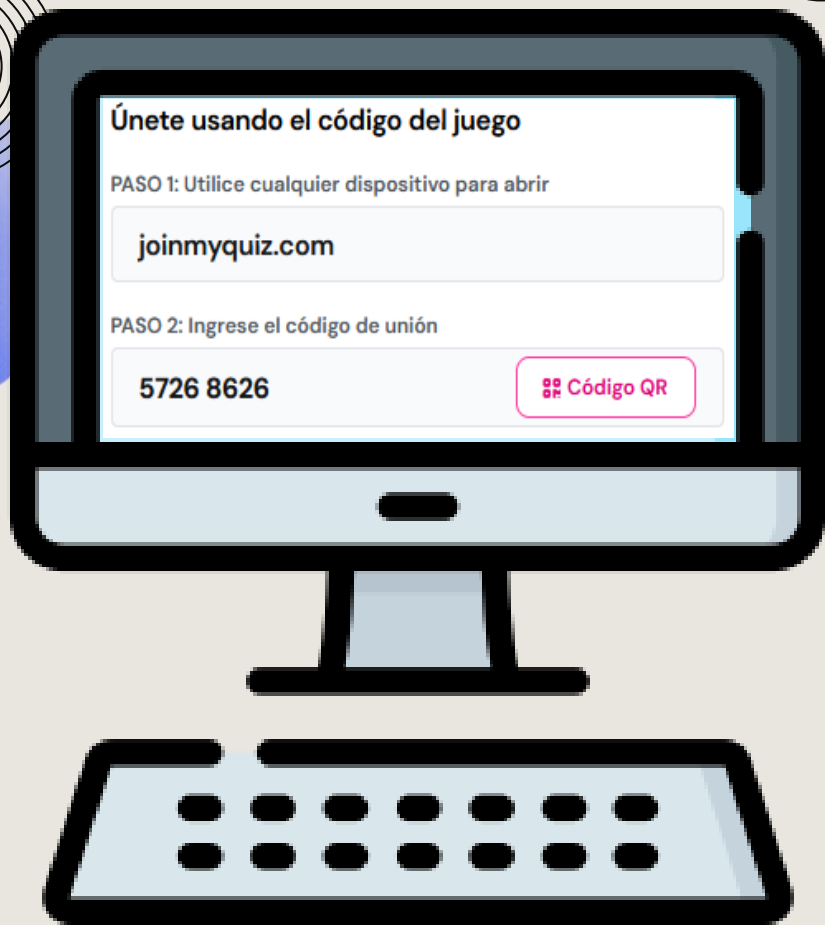 Únete usando el código del juego
PASO 1: Utilice cualquier dispositivo para abrir
joinmyquiz.com
PASO 2: Ingrese el código de unión
5726 8626
Código QR